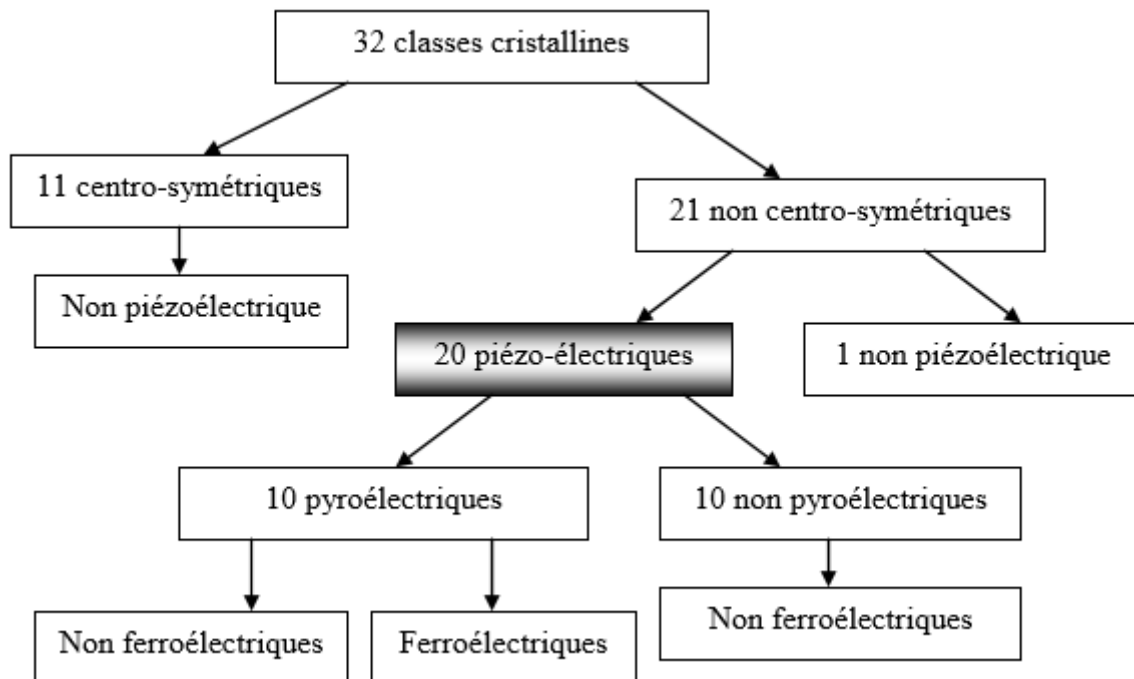 32 classes cristallines
11 centro-symétriques
21 non centro-symétriques
Non piézoélectrique
20 piézo-électriques
1 non piézoélectrique
10 pyroélectriques
10 non pyroélectriques
Non ferroélectriques
Ferroélectriques
Non ferroélectriques